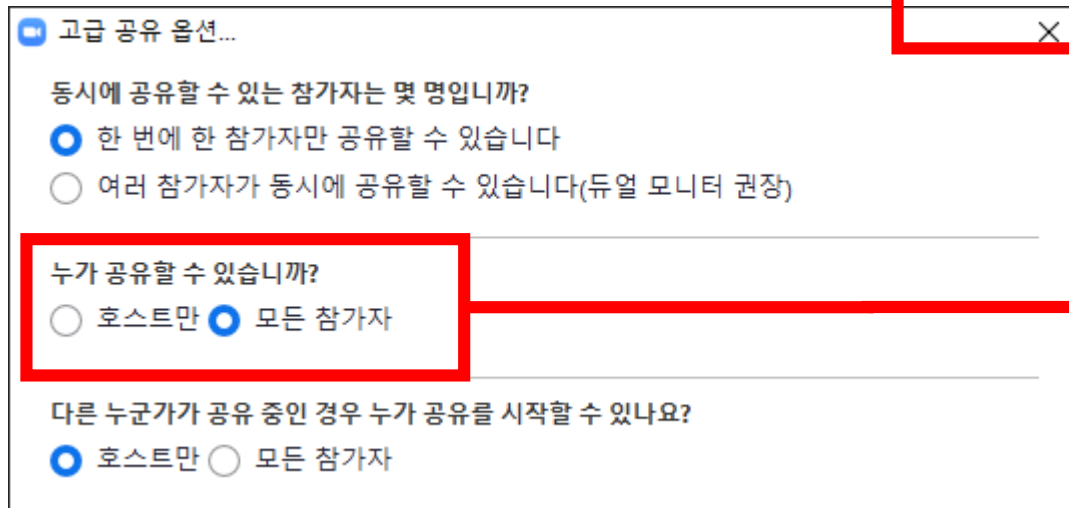 고급 공유 옵션...
동시에 공유할 수 있는 참가자는 몇 명입니까?
한 번에 한 참가자만 공유할 수 있습니다
여러 참가자가 동시에 공유할 수 있습니다(듀얼 모니터 권장)
누가 공유할 수 있습니까?
호스트만 모든 참가자
다른 누군가가 공유 중인 경우 누가 공유를 시작할 수 있나요?
호스트만 모든 참가자